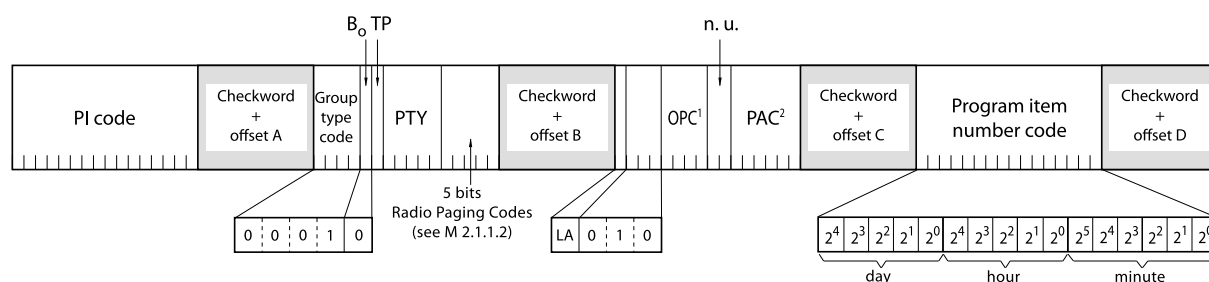 B₀ TP
n. u.
PI code
Checkword
+
offset A
Group
type
code
PTY
Checkword
+
offset B
OPC¹
PAC²
Checkword
+
offset C
Program item
number code
Checkword
+
offset D
5 bits
Radio Paging Codes
(see M 2.1.1.2)
0 0 0 1 0
LA 0 1 0
2⁴ 2³ 2² 2¹ 2⁰ 2⁴ 2³ 2² 2¹ 2⁰ 2⁵ 2⁴ 2³ 2² 2¹ 2⁰
day hour minute